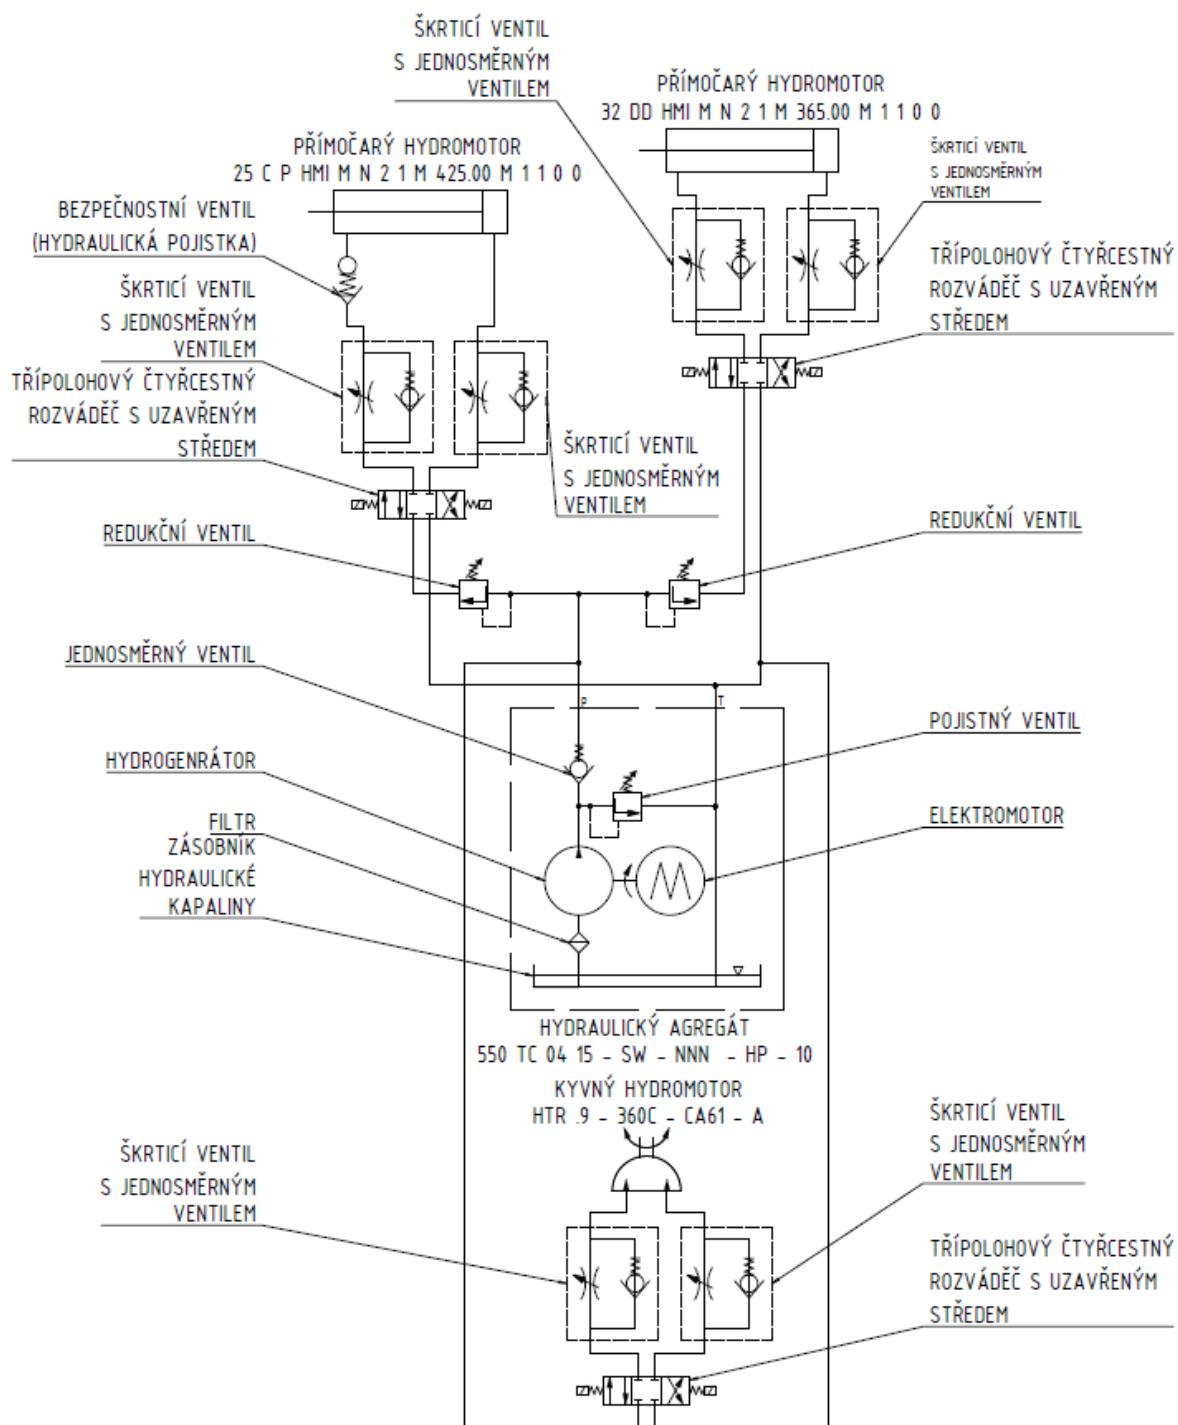 ŠKRTICÍ VENTIL
S JEDNOSMĚRNÝM
VENTILEM
PŘÍMOČARÝ HYDROMOTOR
32 DD HMI M N 2 1 M 365.00 M 1 1 0 0
ŠKRTICÍ VENTIL
S JEDNOSMĚRNÝM
VENTILEM
PŘÍMOČARÝ HYDROMOTOR
25 C P HMI M N 2 1 M 425.00 M 1 1 0 0
BEZPEČNOSTNÍ VENTIL
(HYDRAULICKÁ POJISTKA)
TŘÍPOLOHOVÝ ČTYŘCESTNÝ
ROZVÁDĚČ S UZAVŘENÝM
STŘEDEM
ŠKRTICÍ VENTIL
S JEDNOSMĚRNÝM
VENTILEM
TŘÍPOLOHOVÝ ČTYŘCESTNÝ
ROZVÁDĚČ S UZAVŘENÝM
STŘEDEM
ŠKRTICÍ VENTIL
S JEDNOSMĚRNÝM
VENTILEM
REDUKČNÍ VENTIL
REDUKČNÍ VENTIL
JEDNOSMĚRNÝ VENTIL
P
T
POJISTNÝ VENTIL
HYDROGENRÁTOR
ELEKTROMOTOR
FILTR
ZÁSOBNÍK
HYDRAULICKÉ
KAPALINY
HYDRAULICKÝ AGREGÁT
550 TC 04 15 - SW - NNN - HP - 10
KYVNÝ HYDROMOTOR
HTR .9 - 360C - CA61 - A
ŠKRTICÍ VENTIL
S JEDNOSMĚRNÝM
VENTILEM
ŠKRTICÍ VENTIL
S JEDNOSMĚRNÝM
VENTILEM
TŘÍPOLOHOVÝ ČTYŘCESTNÝ
ROZVÁDĚČ S UZAVŘENÝM
STŘEDEM